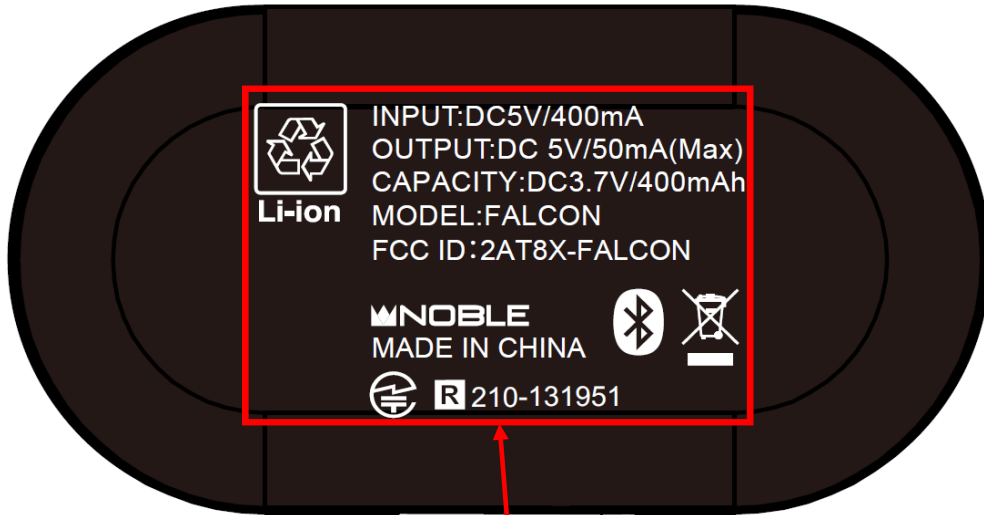 INPUT:DC5V/400mA
OUTPUT:DC 5V/50mA(Max)
CAPACITY:DC3.7V/400mAh
Li-ion
MODEL:FALCON
FCC ID:2AT8X-FALCON
NOBLE
MADE IN CHINA
R 210-131951